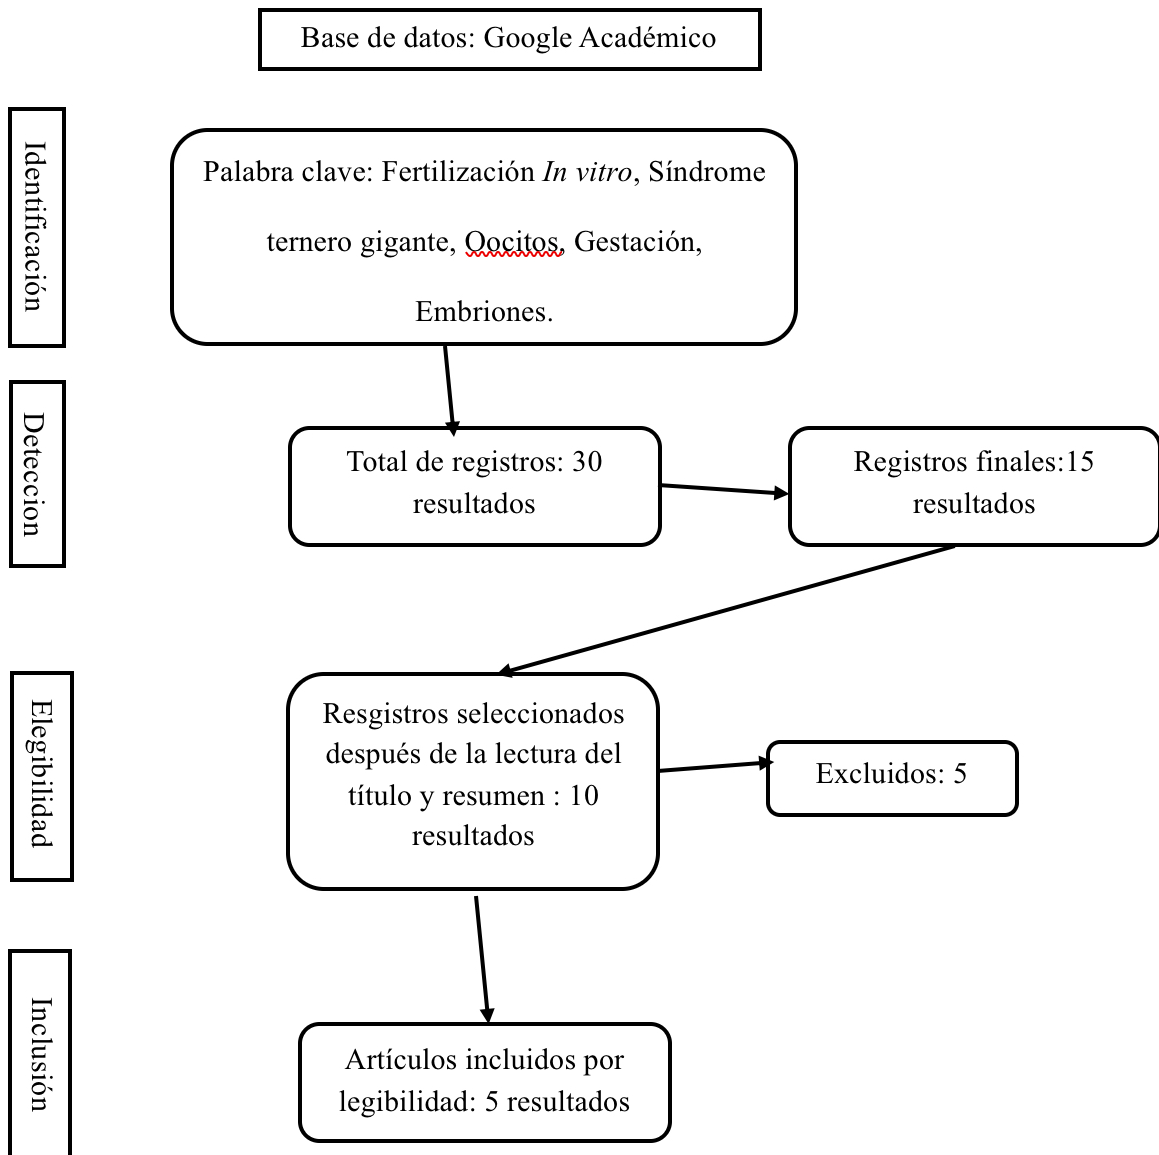 Base de datos: Google Académico
Identificación
Palabra clave: Fertilización In vitro, Síndrome
ternero gigante, Oocitos, Gestación,
Embriones.
Deteccion
Total de registros: 30
resultados
Registros finales:15
resultados
Elegibilidad
Resgistros seleccionados
después de la lectura del
título y resumen : 10
resultados
Excluidos: 5
Inclusión
Artículos incluidos por
legibilidad: 5 resultados